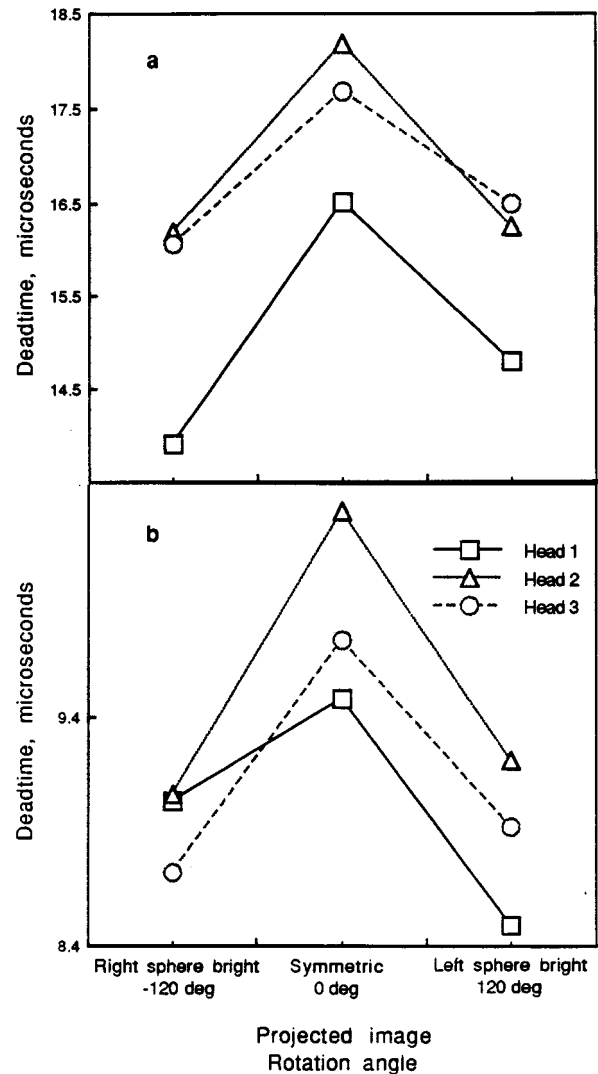 18.5
a
17.5
16.5
15.5
14.5
Deadtime, microseconds
b
Head 1
Head 2
Head 3
9.4
8.4
Deadtime, microseconds
Right sphere bright Symmetric Left sphere bright
-120 deg 0 deg 120 deg
Projected image
Rotation angle